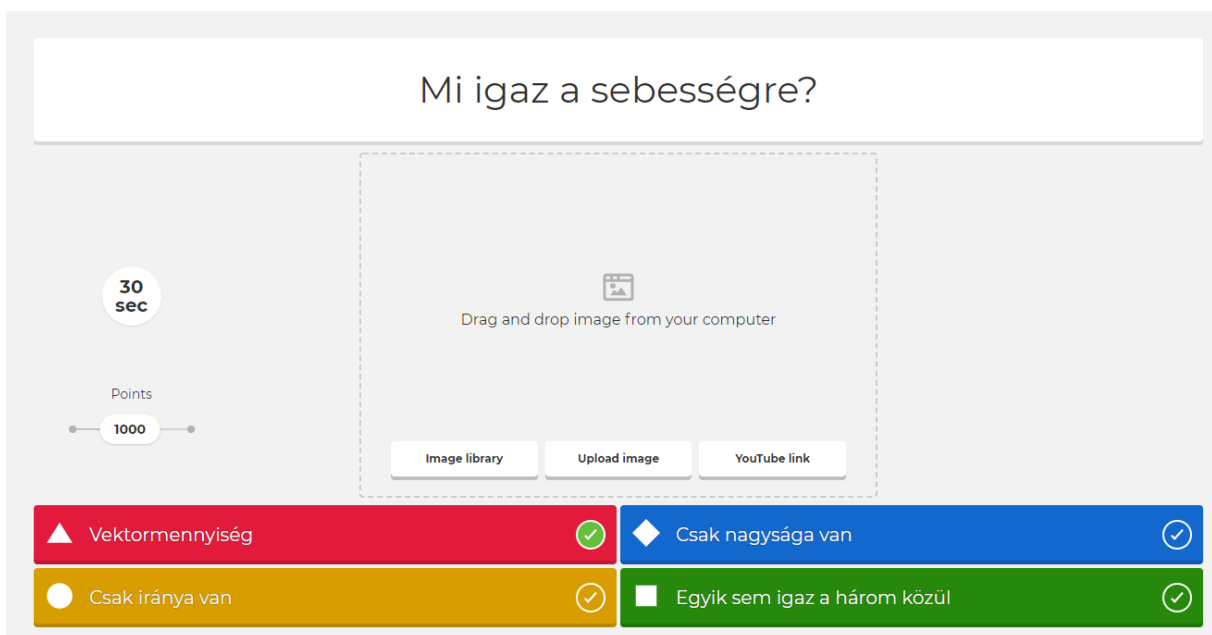 Mi igaz a sebességre?
30
sec
Drag and drop image from your computer
Points
1000
Image library
Upload image
YouTube link
Vektormennyiség
Csak nagysága van
Csak iránya van
Egyik sem igaz a három közül